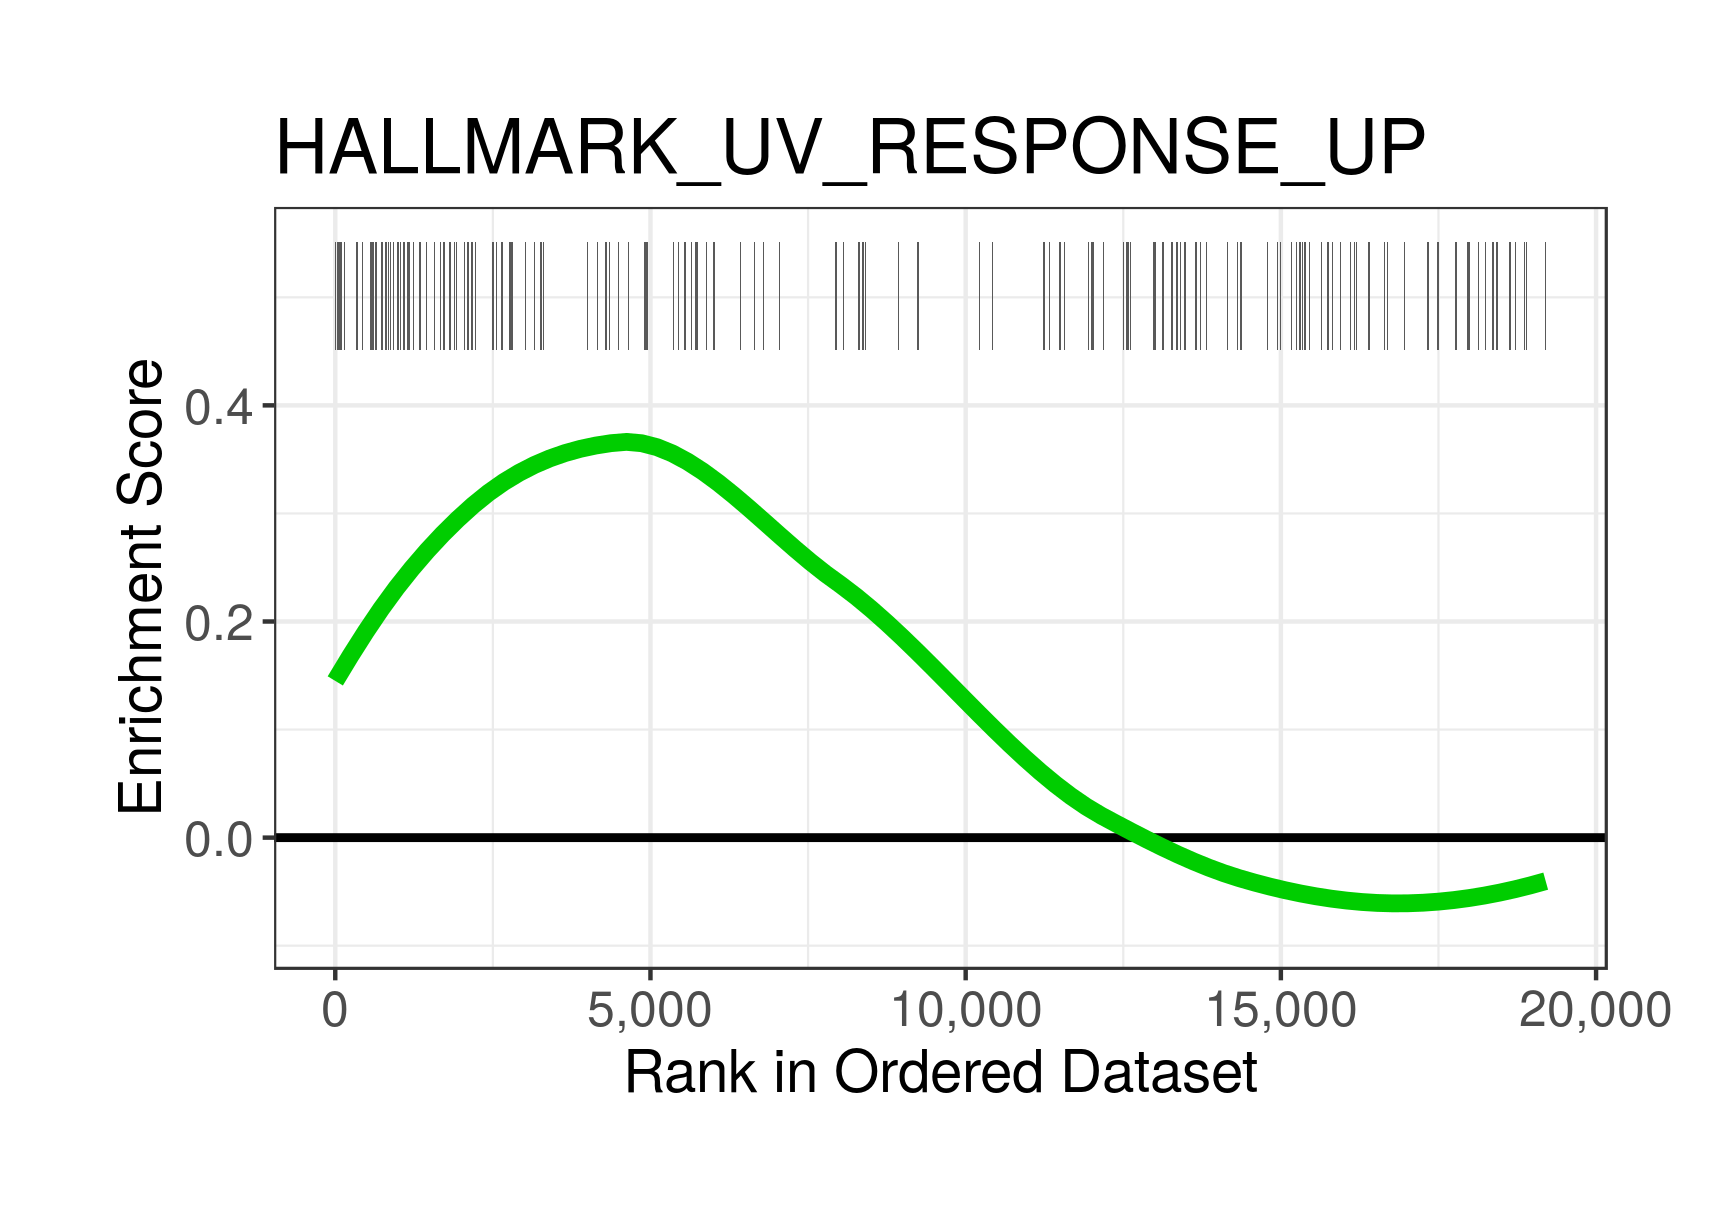 HALLMARK_UV_RESPONSE_UP
Enrichment Score
0.4
0.2
0.0
0 5,000 10,000 15,000 20,000
Rank in Ordered Dataset